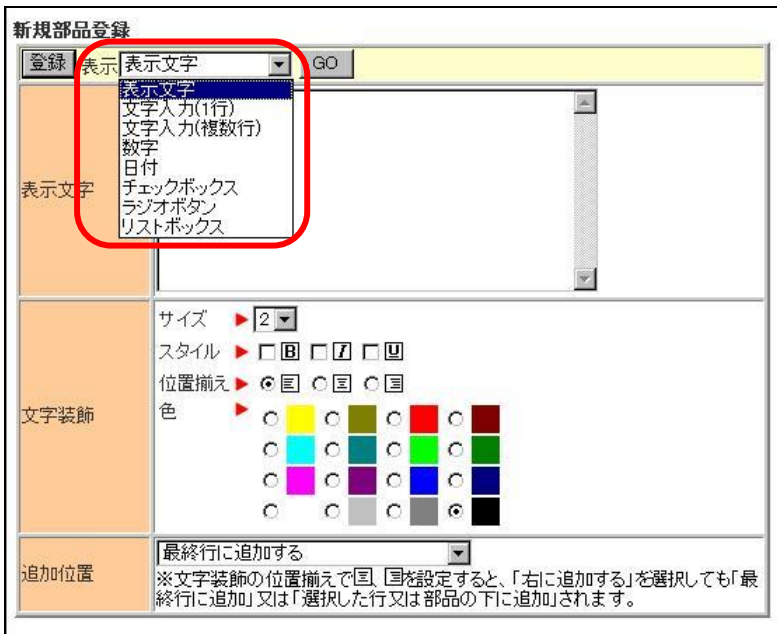 新規部品登録
登録 表示 表示文字 GO
表示文字
文字入力(1行)
文字入力(複数行)
数字
日付
チェックボックス
ラジオボタン
リストボックス
表示文字
文字装飾
サイズ 2
スタイル B I U
位置揃え
色
追加位置
最終行に追加する
※文字装飾の位置揃えで、を設定すると、「右に追加する」を選択しても「最
終行に追加」又は「選択した行又は部品の下に追加」されます。